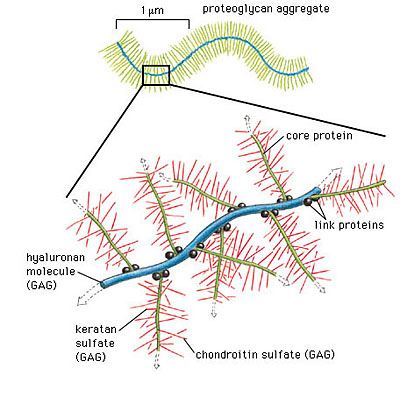 1 μm
proteoglycan aggregate
core protein
link proteins
hyaluronan
molecule
(GAG)
keratan
sulfate
(GAG)
chondroitin sulfate (GAG)